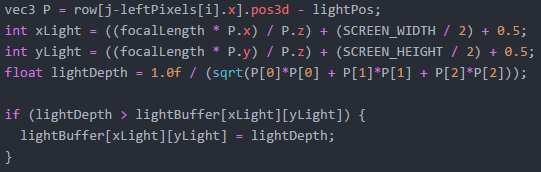 vec3 P = row[j-leftPixels[i].x].pos3d - lightPos;
int xLight = ((focalLength * P.x) / P.z) + (SCREEN_WIDTH / 2) + 0.5;
int yLight = ((focalLength * P.y) / P.z) + (SCREEN_HEIGHT / 2) + 0.5;
float lightDepth = 1.0f / (sqrt(P[0]*P[0] + P[1]*P[1] + P[2]*P[2]));

if (lightDepth > lightBuffer[xLight][yLight]) {
  lightBuffer[xLight][yLight] = lightDepth;
}